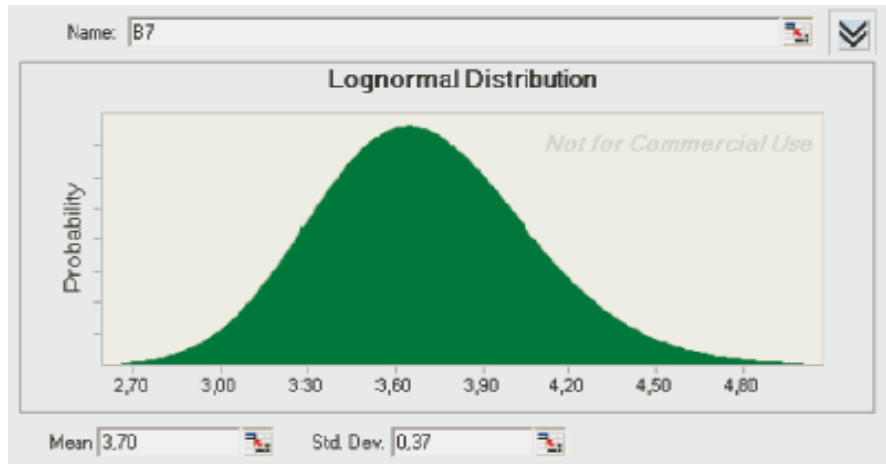 Name: B7
Lognormal Distribution
Not for Commercial Use
Probability
2,70 3,00 3:30 3,60 3,90 4,20 4,50 4,80
Mean 3,70 Std. Dev. 0,37